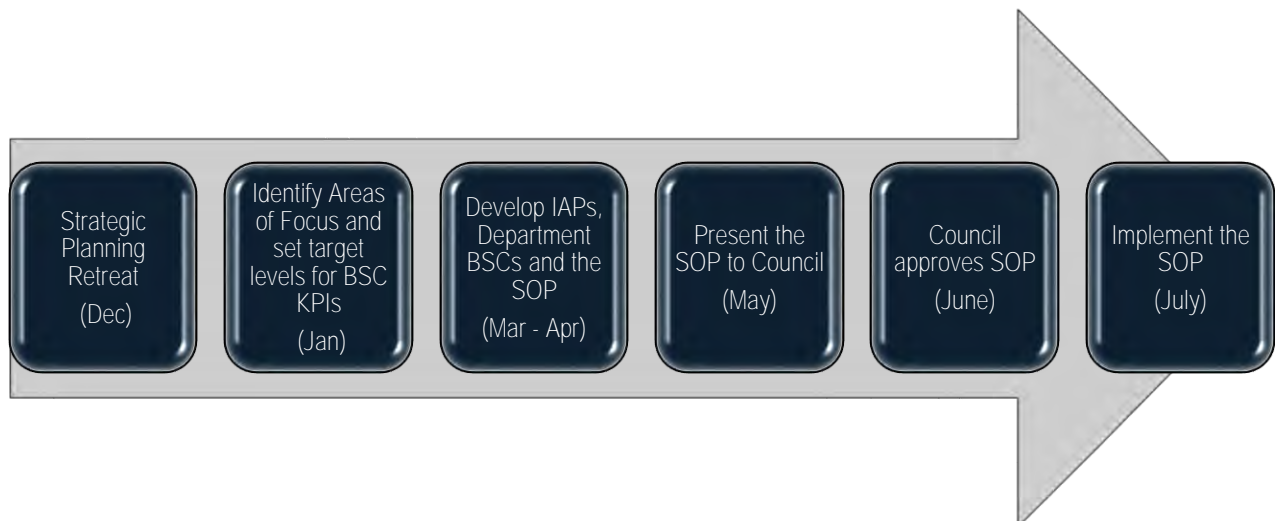 Strategic
Planning
Retreat
(Dec)
Identify Areas
of Focus and
set target
levels for BSC
KPIs
(Jan)
Develop IAPs,
Department
BSCs and the
SOP
(Mar - Apr)
Present the
SOP to Council
(May)
Council
approves SOP
(June)
Implement the
SOP
(July)